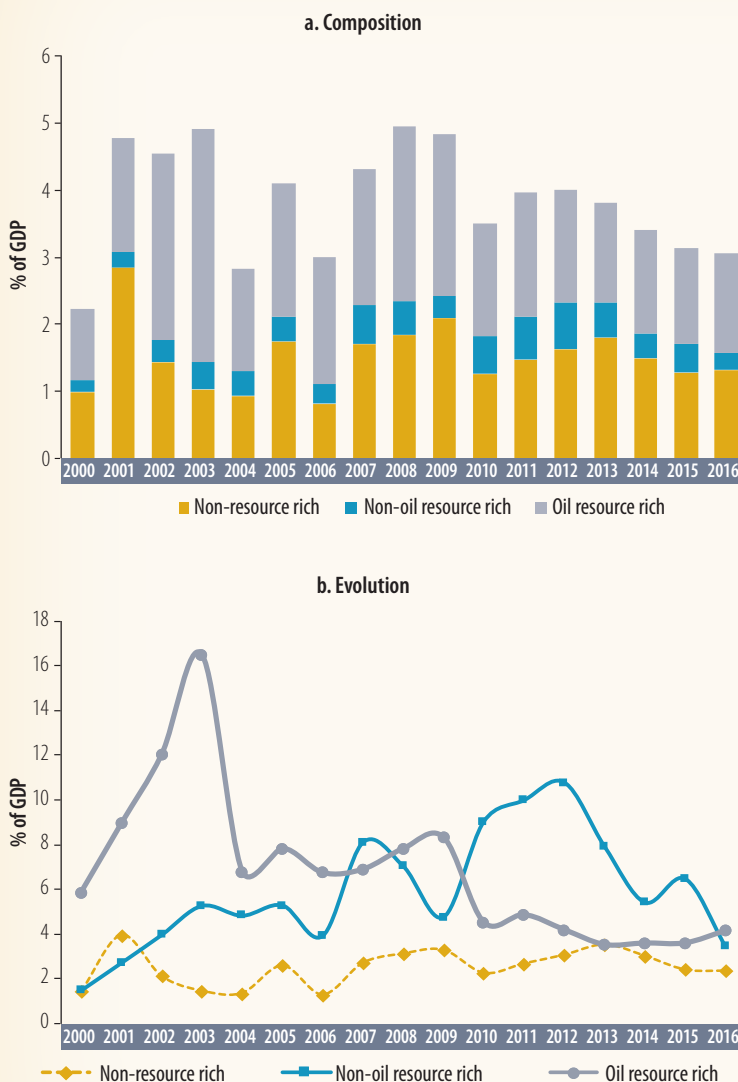 a. Composition
% of GDP
6
5
4
3
2
1
0
2000 2001 2002 2003 2004 2005 2006 2007 2008 2009 2010 2011 2012 2013 2014 2015 2016
Non-resource rich Non-oil resource rich Oil resource rich
b. Evolution
% of GDP
18
16
14
12
10
8
6
4
2
0
2000 2001 2002 2003 2004 2005 2006 2007 2008 2009 2010 2011 2012 2013 2014 2015 2016
Non-resource rich Non-oil resource rich Oil resource rich